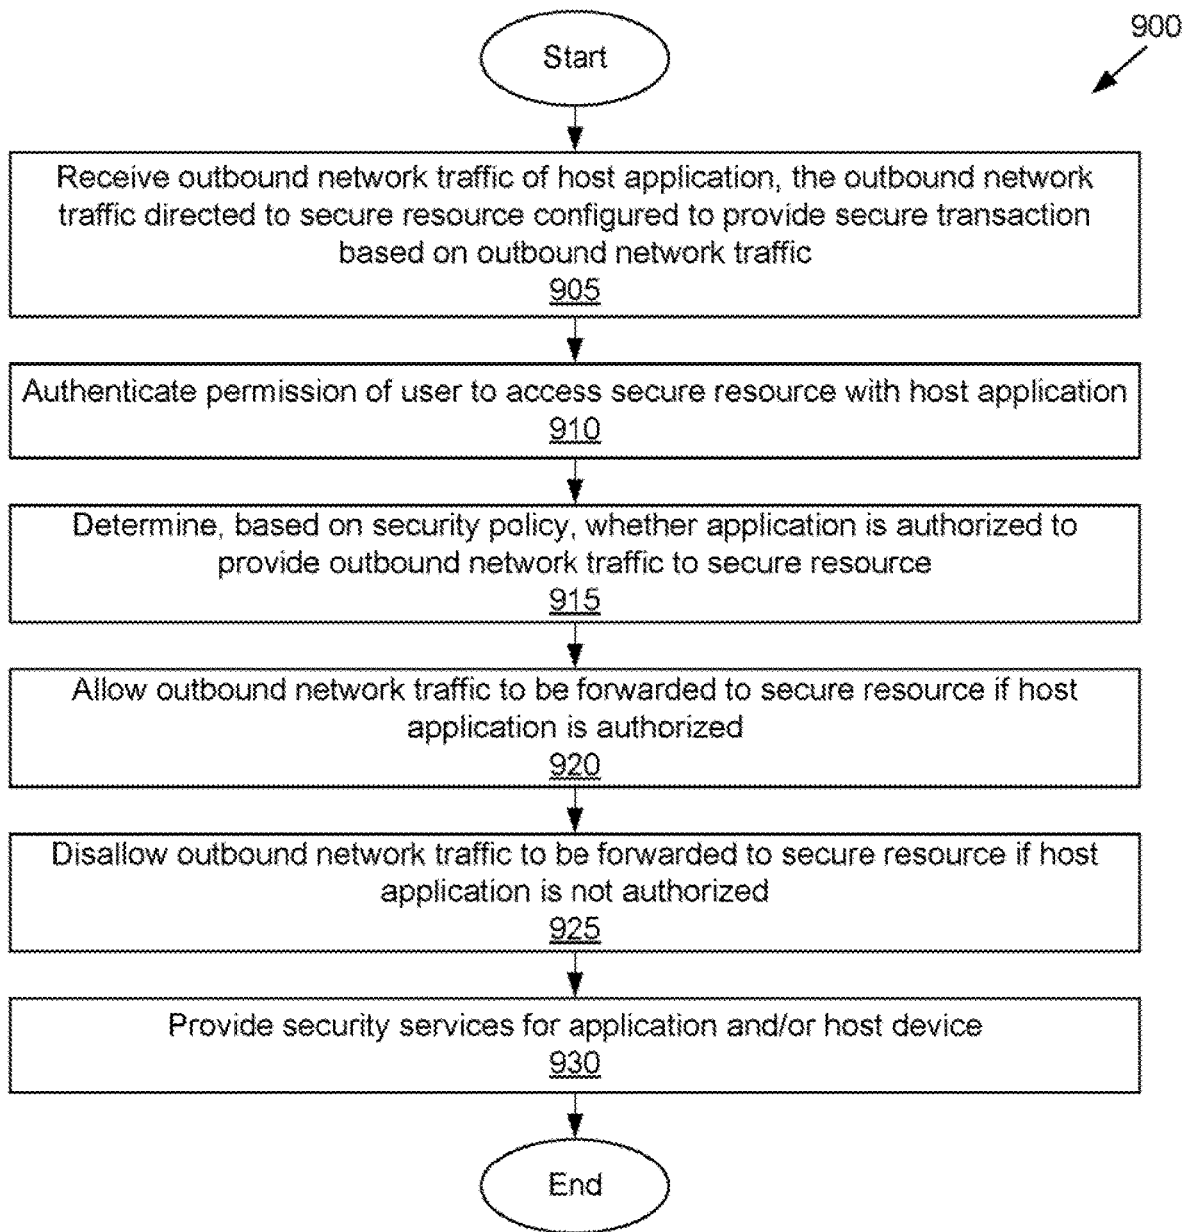 900
Start
Receive outbound network traffic of host application, the outbound network
traffic directed to secure resource configured to provide secure transaction
based on outbound network traffic
905
Authenticate permission of user to access secure resource with host application
910
Determine, based on security policy, whether application is authorized to
provide outbound network traffic to secure resource
915
Allow outbound network traffic to be forwarded to secure resource if host
application is authorized
920
Disallow outbound network traffic to be forwarded to secure resource if host
application is not authorized
925
Provide security services for application and/or host device
930
End